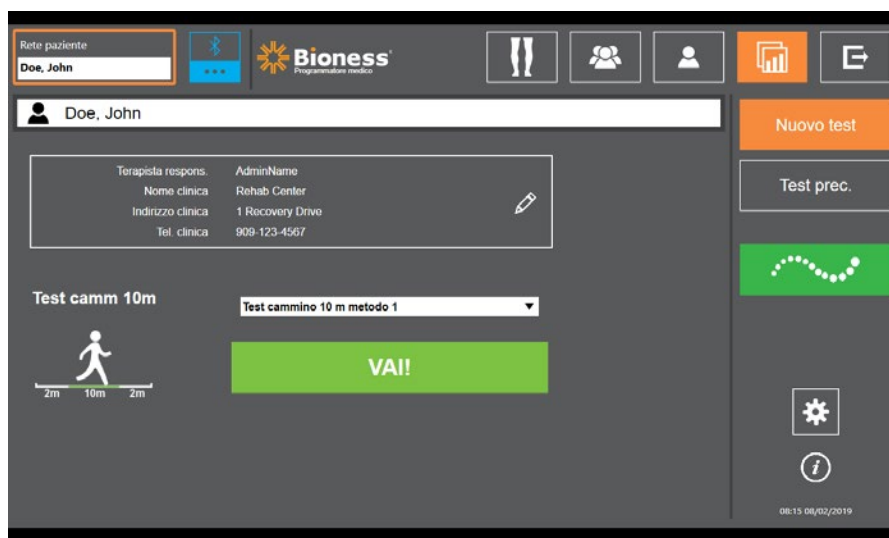 Rete paziente
Doe, John
Bioness
Programmatore medico
Doe, John
Nuovo test
Test prec.
Terapista respons. AdminName
Nome clinica Rehab Center
Indirizzo clinica 1 Recovery Drive
Tel. clinica 909-123-4567
Test camm 10m
Test cammino 10 m metodo 1
VAI!
2m 10m 2m
i
08:15 08/02/2019